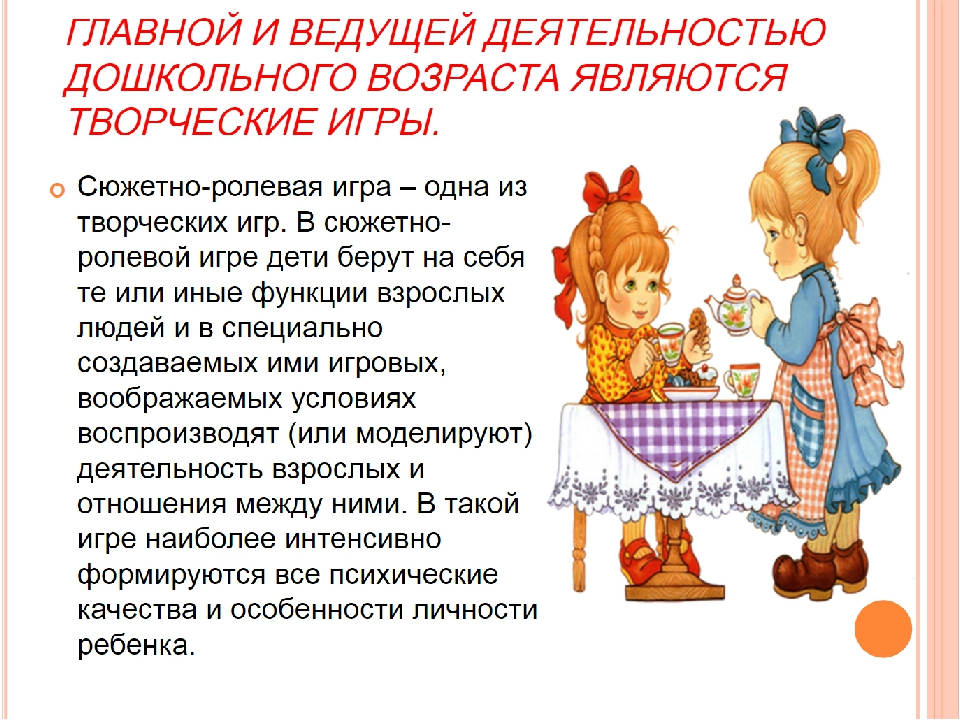 ГЛАВНОЙ И ВЕДУЩЕЙ ДЕЯТЕЛЬНОСТЬЮ
ДОШКОЛЬНОГО ВОЗРАСТА ЯВЛЯЮТСЯ
ТВОРЧЕСКИЕ ИГРЫ.
Сюжетно-ролевая игра – одна из
творческих игр. В сюжетно-
ролевой игре дети берут на себя
те или иные функции взрослых
людей и в специально
создаваемых ими игровых,
воображаемых условиях
воспроизводят (или моделируют)
деятельность взрослых и
отношения между ними. В такой
игре наиболее интенсивно
формируются все психические
качества и особенности личности
ребенка.